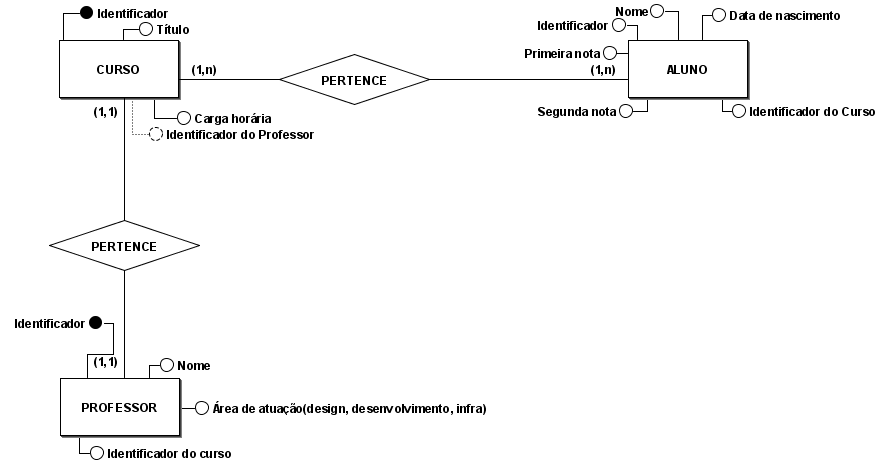 Identificador
Título
CURSO
(1,n)
(1,1)
Carga horária
Identificador do Professor
PERTENCE
Nome
Data de nascimento
Identificador
Primeira nota
(1,n)
ALUNO
Segunda nota
Identificador do Curso
PERTENCE
Identificador
(1,1)
Nome
PROFESSOR
Área de atuação(design, desenvolvimento, infra)
Identificador do curso